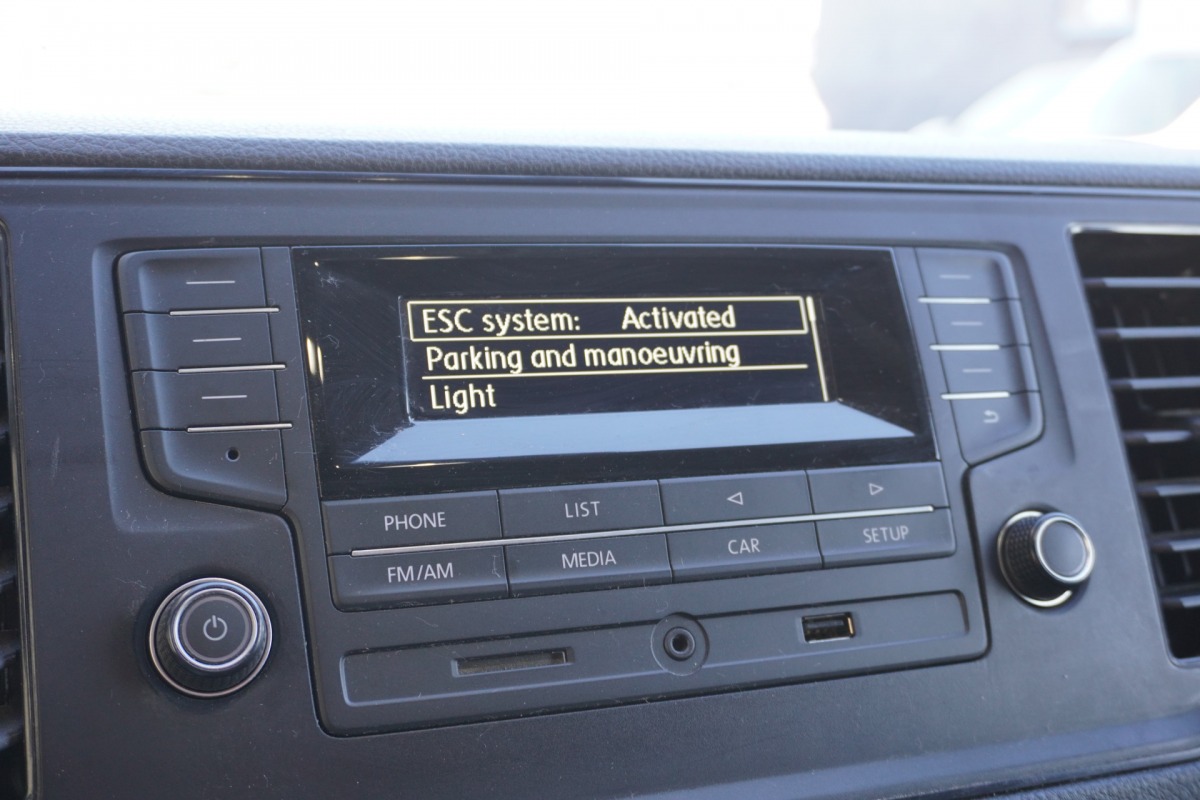 ESC system: Activated
Parking and manoeuvring
Light
PHONE LIST
FM/AM MEDIA CAR SETUP